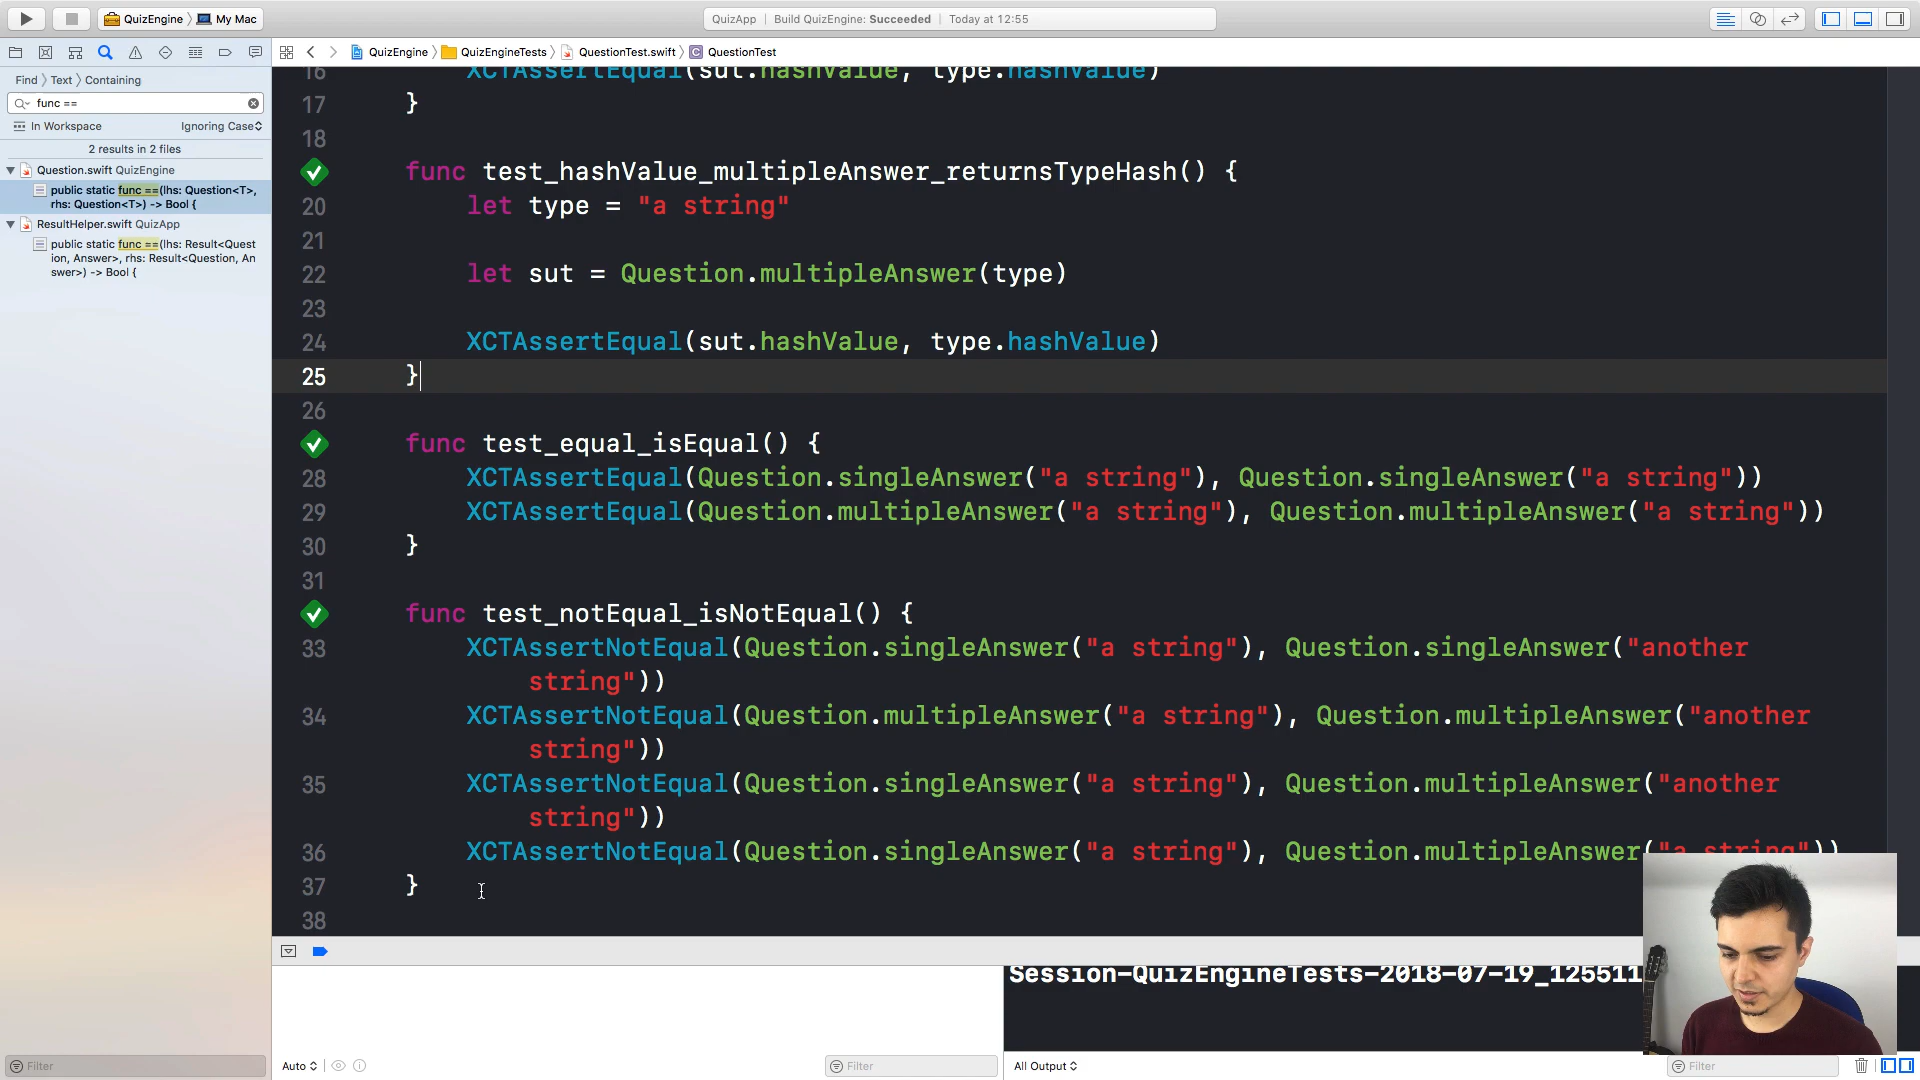 QuizEngine
My Mac
QuizApp | Build QuizEngine: Succeeded | Today at 12:55
QuizEngine
QuizEngineTests
QuestionTest.swift
QuestionTest
Find
Text
Containing
func ==
In Workspace
Ignoring Case
2 results in 2 files
Question.swift QuizEngine
public static func ==(lhs: Question<T>,
rhs: Question<T>) -> Bool {
ResultHelper.swift QuizApp
public static func ==(lhs: Result<Quest
ion, Answer>, rhs: Result<Question, An
swer>) -> Bool {
Filter
16 XCTAssertEqual(sut.hashValue, type.hashValue)
17 }
18
func test_hashValue_multipleAnswer_returnsTypeHash() {
20 let type = "a string"
21
22 let sut = Question.multipleAnswer(type)
23
24 XCTAssertEqual(sut.hashValue, type.hashValue)
25 }
26
func test_equal_isEqual() {
28 XCTAssertEqual(Question.singleAnswer("a string"), Question.singleAnswer("a string"))
29 XCTAssertEqual(Question.multipleAnswer("a string"), Question.multipleAnswer("a string"))
30 }
31
func test_notEqual_isNotEqual() {
33 XCTAssertNotEqual(Question.singleAnswer("a string"), Question.singleAnswer("another
string"))
34 XCTAssertNotEqual(Question.multipleAnswer("a string"), Question.multipleAnswer("another
string"))
35 XCTAssertNotEqual(Question.singleAnswer("a string"), Question.multipleAnswer("another
string"))
36 XCTAssertNotEqual(Question.singleAnswer("a string"), Question.multipleAnswer("a string"))
37 }
38
Session-QuizEngineTests-2018-07-19_125511
Auto
Filter
All Output
Filter